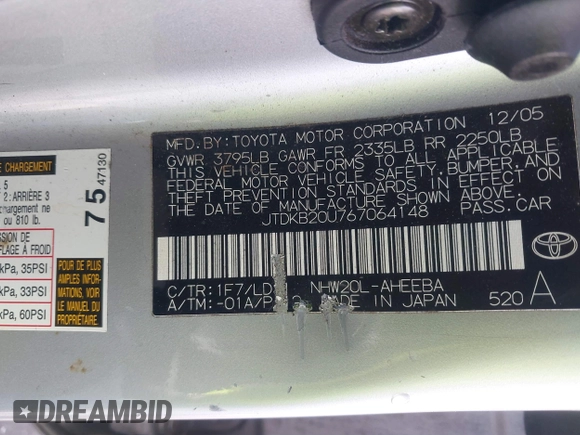 E CHARGEMENT
5
2 : ARRIÈRE 3
chargement ne
ou 810 lb.
SSION DE
FLAGE À FROID
kPa, 35PSI
kPa, 33PSI
kPa, 60PSI
POUR DE PLUS
AMPLES INFOR-
MATIONS, VOIR
LE MANUEL
DU
PROPRIÉTAIRE.
75
47130
MFD. BY: TOYOTA MOTOR CORPORATION 12/05
GVWR 3795LB GAWR FR 2335LB RR 2250LB
THIS VEHICLE CONFORMS TO ALL APPLICABLE
FEDERAL MOTOR VEHICLE SAFETY, BUMPER, AND
THEFT PREVENTION STANDARDS IN EFFECT ON
THE DATE OF MANUFACTURE SHOWN ABOVE.
JTDKB20U767064148 PASS. CAR
TOYOTA
C/TR: 1F7/LD NHW20L-AHEEBA
A/TM: -01A/P MADE IN JAPAN 520 A
DREAMBID